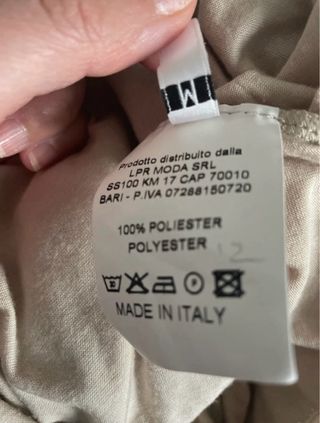 M
Prodotto distribuito dalla
LPR MODA SRL
SS100 KM 17 CAP 70010
BARI - P.IVA 07288150720
100% POLIESTER
POLYESTER
MADE IN ITALY